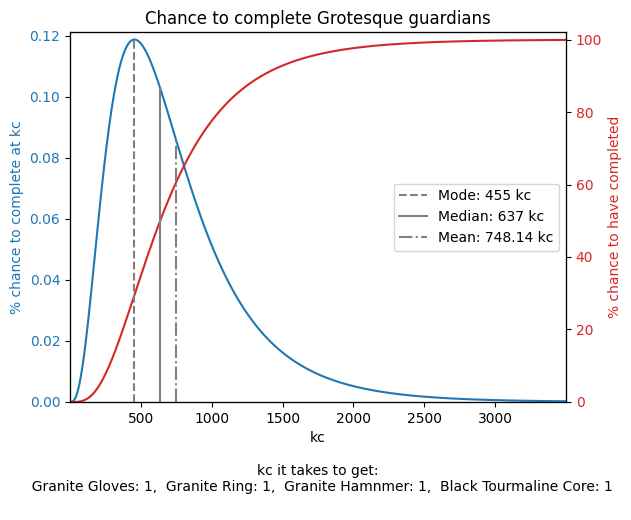 Chance to complete Grotesque guardians
% chance to complete at kc
0.12
0.10
0.08
0.06
0.04
0.02
0.00
100
80
60
40
20
0
% chance to have completed
Mode: 455 kc
Median: 637 kc
Mean: 748.14 kc
500 1000 1500 2000 2500 3000
kc
kc it takes to get:
Granite Gloves: 1,  Granite Ring: 1,  Granite Hamnmer: 1,  Black Tourmaline Core: 1